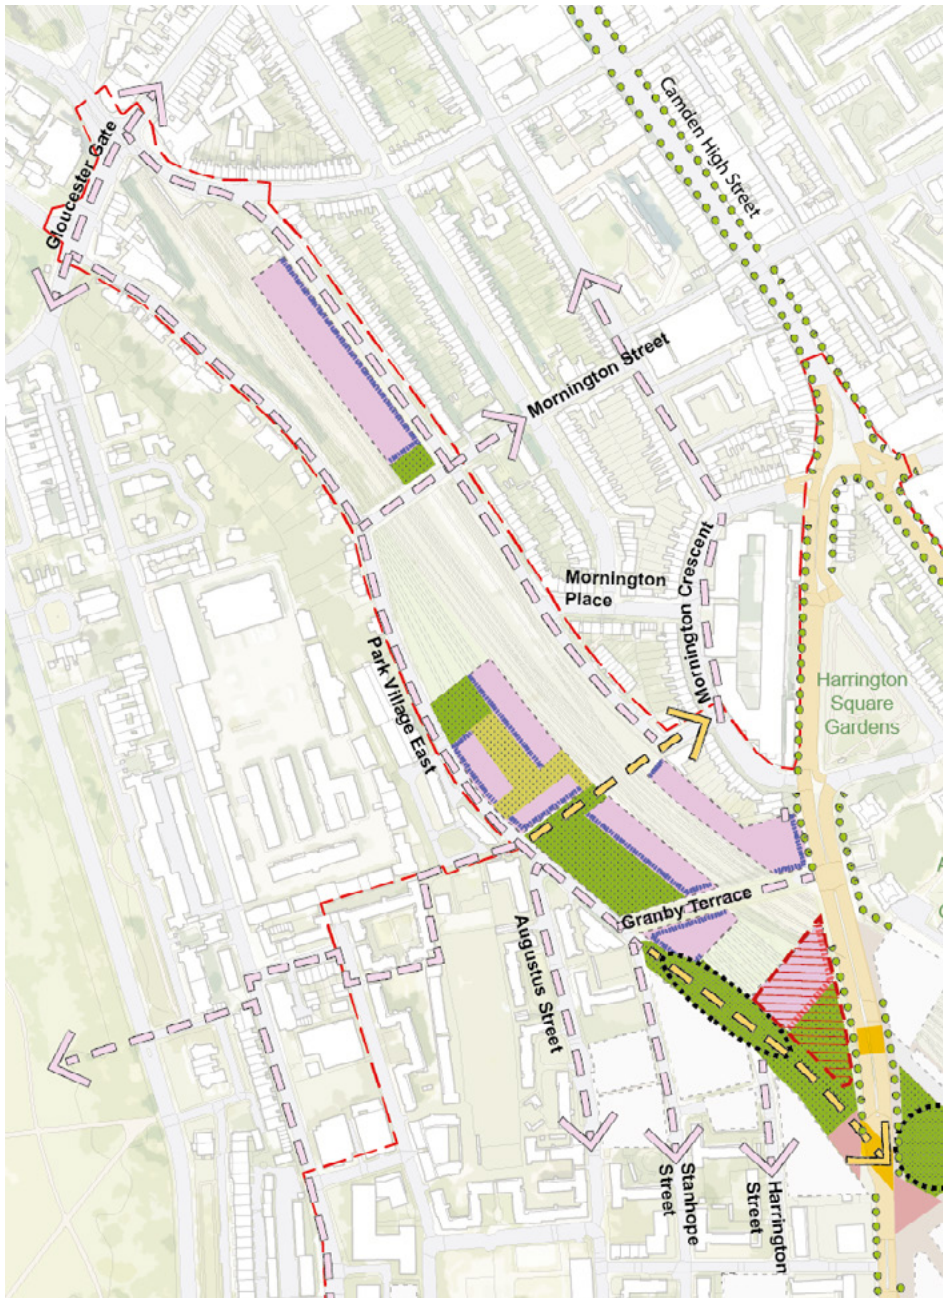 Camden High Street
Gloucester Gate
Mornington Street
Mornington
Place
Mornington Crescent
Harrington
Square
Gardens
Park Village East
Granby Terrace
Augustus Street
Stanhope
Street
Harrington
Street
A